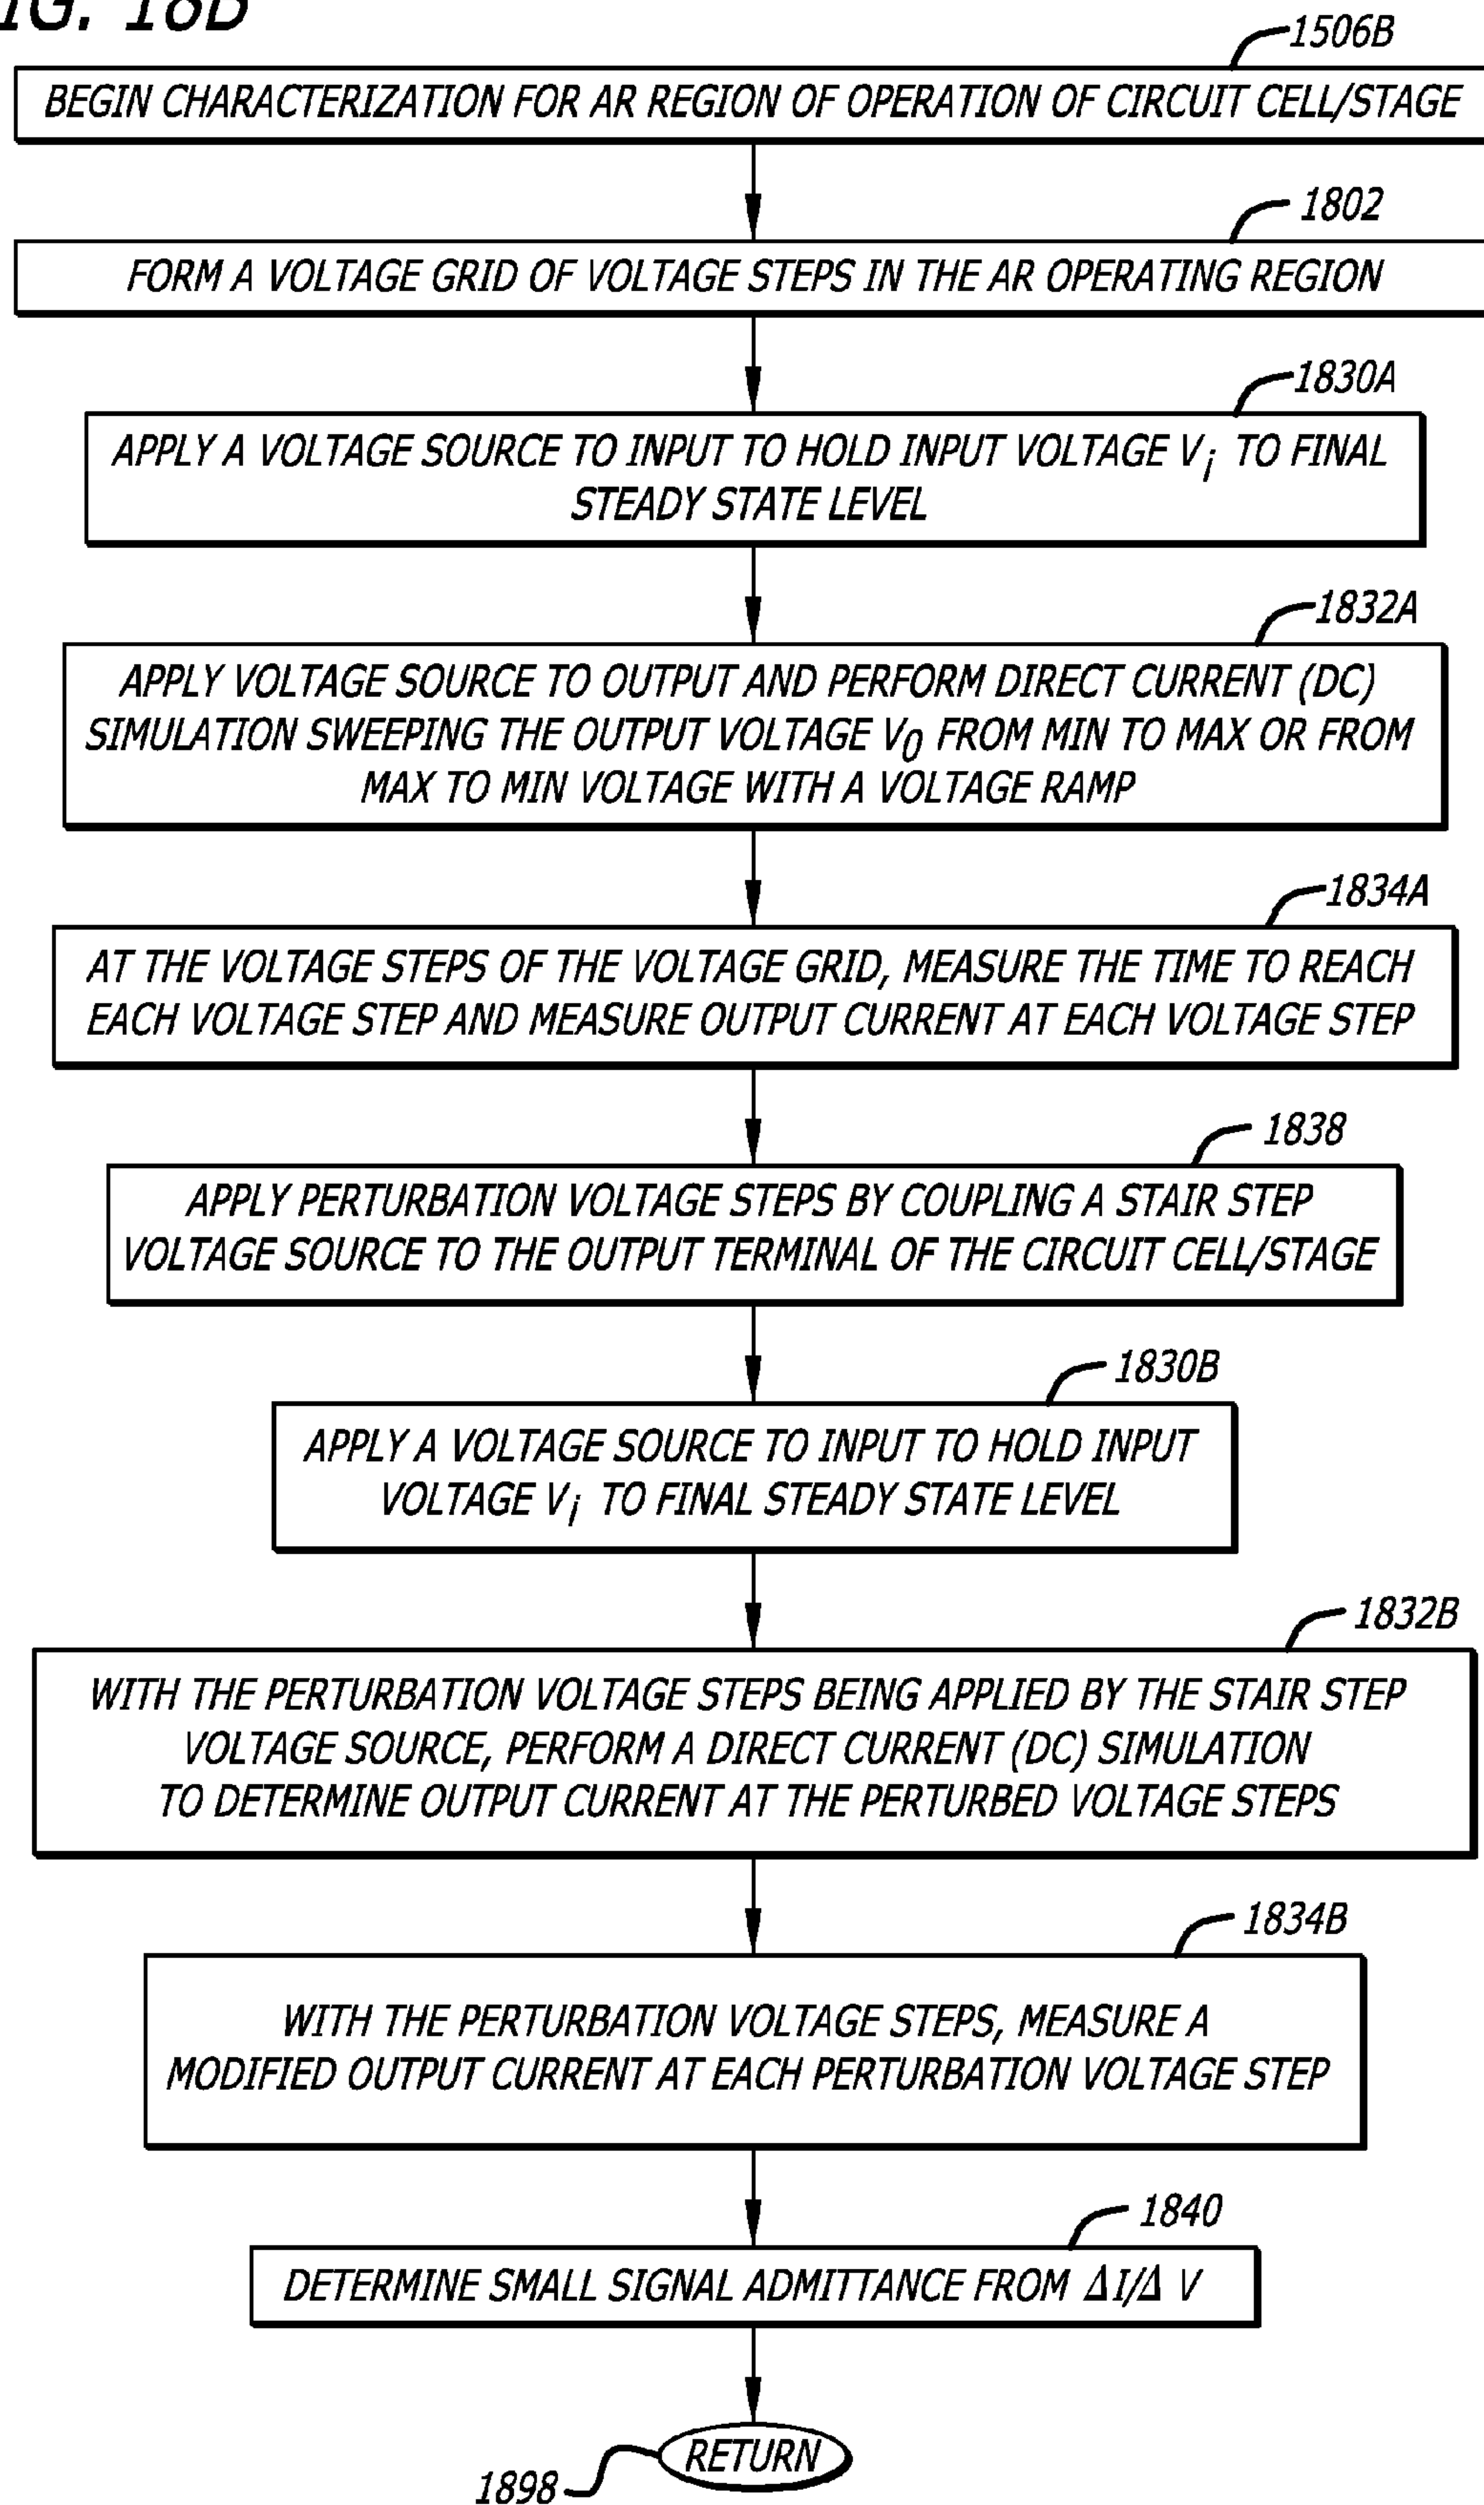 IG.
1506B
BEGIN CHARACTERIZATION FOR AR REGION OF OPERATION OF CIRCUIT CELL/STAGE
1802
FORM A VOLTAGE GRID OF VOLTAGE STEPS IN THE AR OPERATING REGION
1830A
APPLY A VOLTAGE SOURCE TO INPUT TO HOLD INPUT VOLTAGE Vi TO FINAL
STEADY STATE LEVEL
1832A
APPLY VOLTAGE SOURCE TO OUTPUT AND PERFORM DIRECT CURRENT (DC)
SIMULATION SWEEPING THE OUTPUT VOLTAGE V0 FROM MIN TO MAX OR FROM
MAX TO MIN VOLTAGE WITH A VOLTAGE RAMP
1834A
AT THE VOLTAGE STEPS OF THE VOLTAGE GRID, MEASURE THE TIME TO REACH
EACH VOLTAGE STEP AND MEASURE OUTPUT CURRENT AT EACH VOLTAGE STEP
1838
APPLY PERTURBATION VOLTAGE STEPS BY COUPLING A STAIR STEP
VOLTAGE SOURCE TO THE OUTPUT TERMINAL OF THE CIRCUIT CELL/STAGE
1830B
APPLY A VOLTAGE SOURCE TO INPUT TO HOLD INPUT
VOLTAGE Vi TO FINAL STEADY STATE LEVEL
1832B
WITH THE PERTURBATION VOLTAGE STEPS BEING APPLIED BY THE STAIR STEP
VOLTAGE SOURCE, PERFORM A DIRECT CURRENT (DC) SIMULATION
TO DETERMINE OUTPUT CURRENT AT THE PERTURBED VOLTAGE STEPS
1834B
WITH THE PERTURBATION VOLTAGE STEPS, MEASURE A
MODIFIED OUTPUT CURRENT AT EACH PERTURBATION VOLTAGE STEP
1840
DETERMINE SMALL SIGNAL ADMITTANCE FROM Δ I/Δ V
RETURN
1898